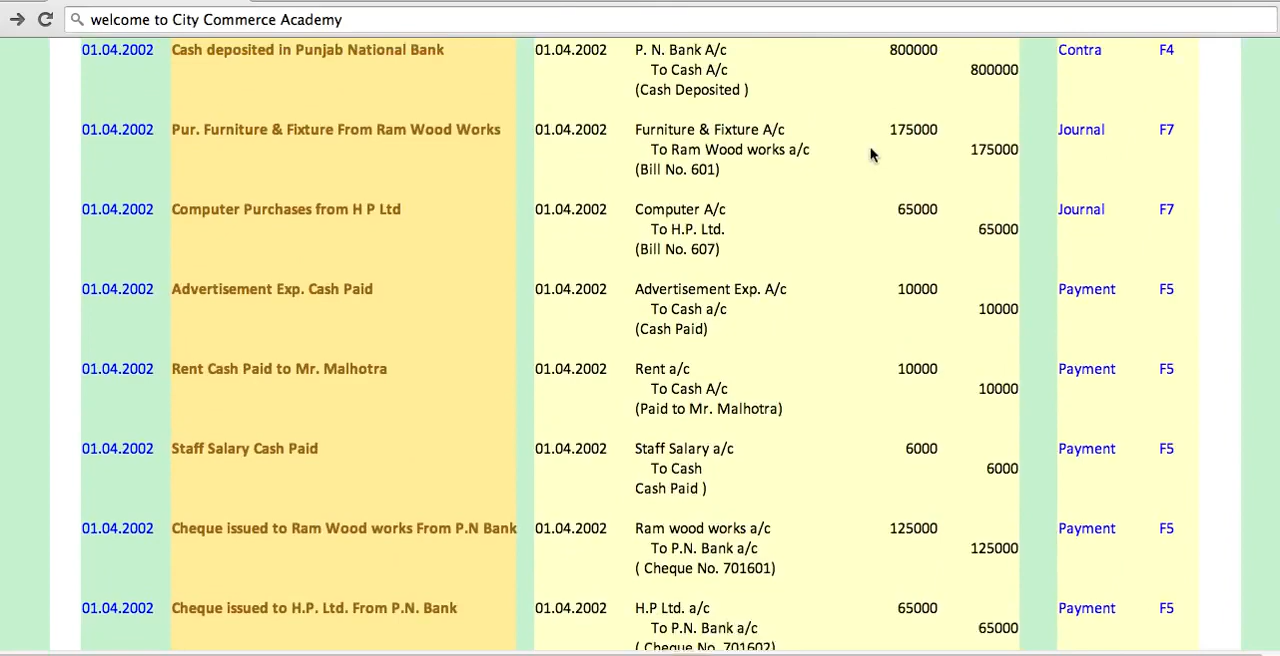 welcome to City Commerce Academy
01.04.2002 Cash deposited in Punjab National Bank 01.04.2002 P. N. Bank A/c 800000 Contra F4
To Cash A/c 800000
(Cash Deposited )
01.04.2002 Pur. Furniture & Fixture From Ram Wood Works 01.04.2002 Furniture & Fixture A/c 175000 Journal F7
To Ram Wood works a/c 175000
(Bill No. 601)
01.04.2002 Computer Purchases from H P Ltd 01.04.2002 Computer A/c 65000 Journal F7
To H.P. Ltd. 65000
(Bill No. 607)
01.04.2002 Advertisement Exp. Cash Paid 01.04.2002 Advertisement Exp. A/c 10000 Payment F5
To Cash a/c 10000
(Cash Paid)
01.04.2002 Rent Cash Paid to Mr. Malhotra 01.04.2002 Rent a/c 10000 Payment F5
To Cash A/c 10000
(Paid to Mr. Malhotra)
01.04.2002 Staff Salary Cash Paid 01.04.2002 Staff Salary a/c 6000 Payment F5
To Cash 6000
Cash Paid )
01.04.2002 Cheque issued to Ram Wood works From P.N Bank 01.04.2002 Ram wood works a/c 125000 Payment F5
To P.N. Bank a/c 125000
( Cheque No. 701601)
01.04.2002 Cheque issued to H.P. Ltd. From P.N. Bank 01.04.2002 H.P Ltd. a/c 65000 Payment F5
To P.N. Bank a/c 65000
( Cheque No. 701602)